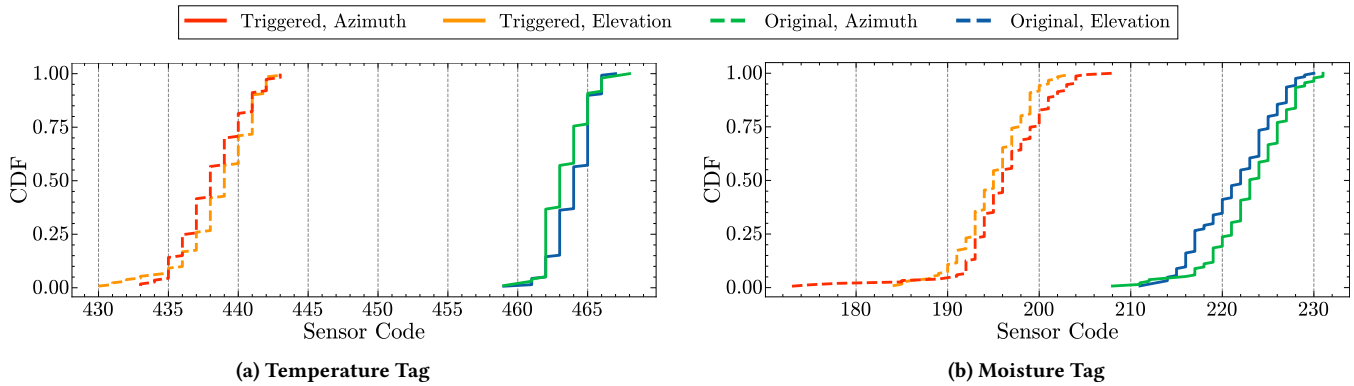 Triggered, Azimuth Triggered, Elevation Original, Azimuth Original, Elevation
1.00
0.75
0.50
0.25
0.00
CDF
430 435 440 445 450 455 460 465
Sensor Code
(a) Temperature Tag
1.00
0.75
0.50
0.25
0.00
CDF
180 190 200 210 220 230
Sensor Code
(b) Moisture Tag